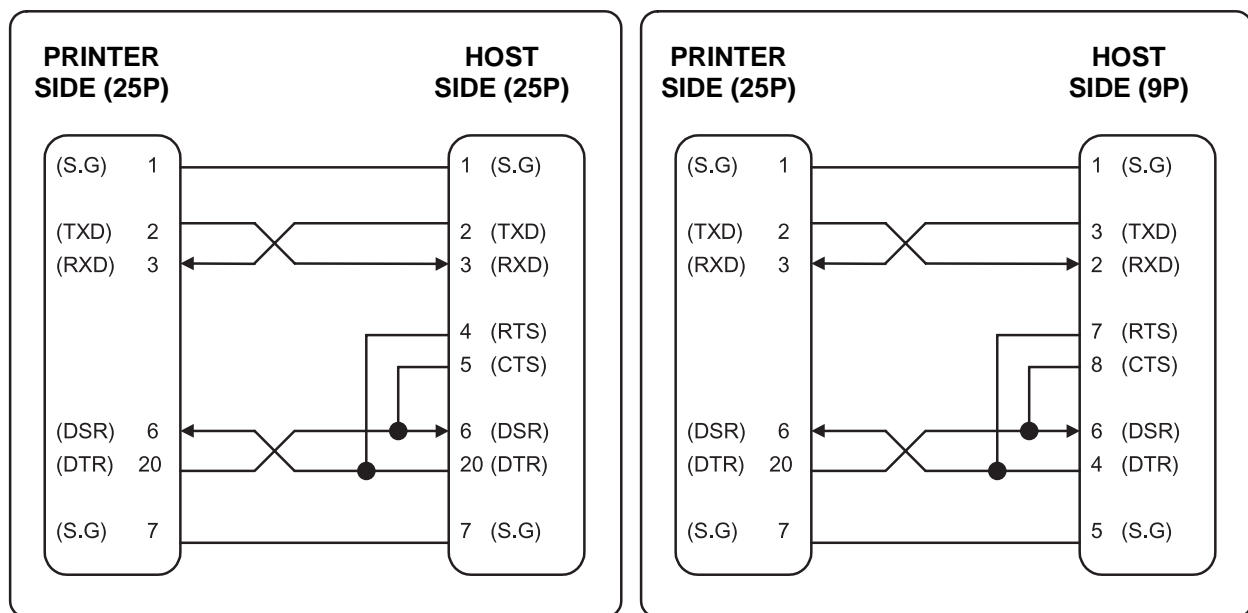 PRINTER
SIDE (25P)
HOST
SIDE (25P)
(S.G) 1
1 (S.G)
(TXD) 2
2 (TXD)
(RXD) 3
3 (RXD)
4 (RTS)
5 (CTS)
(DSR) 6
6 (DSR)
(DTR) 20
20 (DTR)
(S.G) 7
7 (S.G)
PRINTER
SIDE (25P)
HOST
SIDE (9P)
(S.G) 1
1 (S.G)
(TXD) 2
3 (TXD)
(RXD) 3
2 (RXD)
7 (RTS)
8 (CTS)
(DSR) 6
6 (DSR)
(DTR) 20
4 (DTR)
(S.G) 7
5 (S.G)